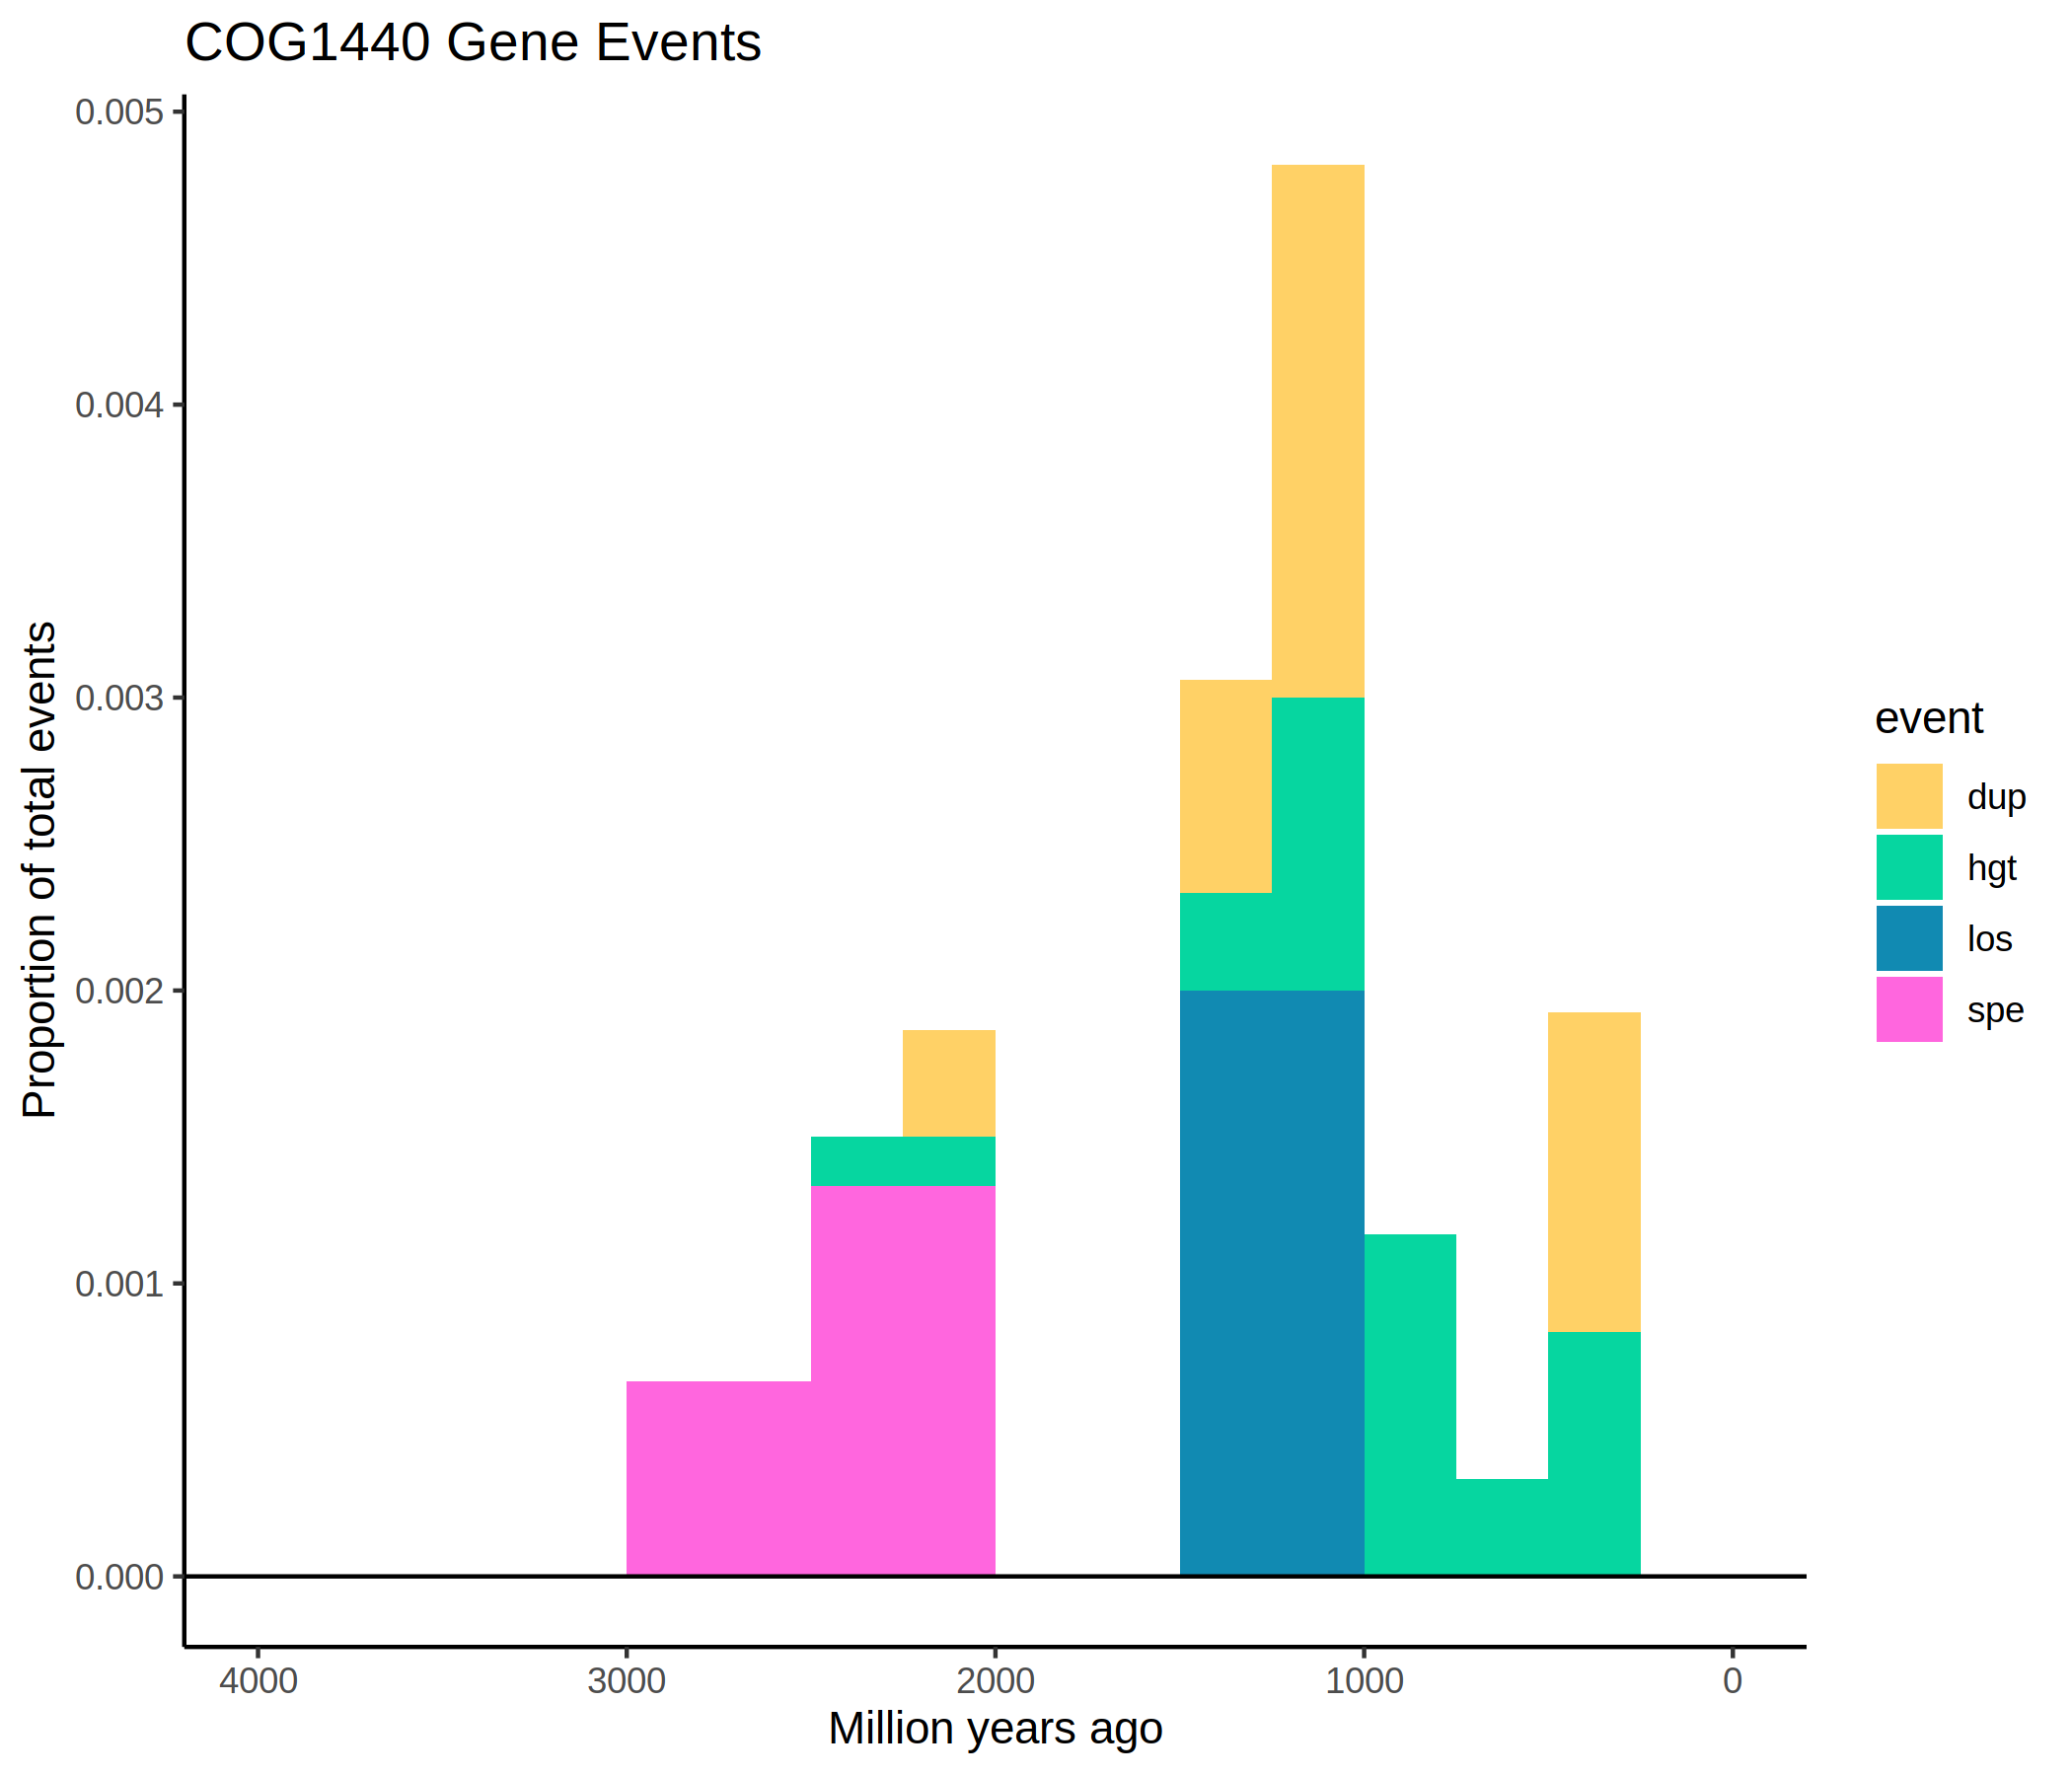 COG1440 Gene Events
0.005
0.004
0.003
0.002
0.001
0.000
Proportion of total events
4000 3000 2000 1000 0
Million years ago
event
dup
hgt
los
spe